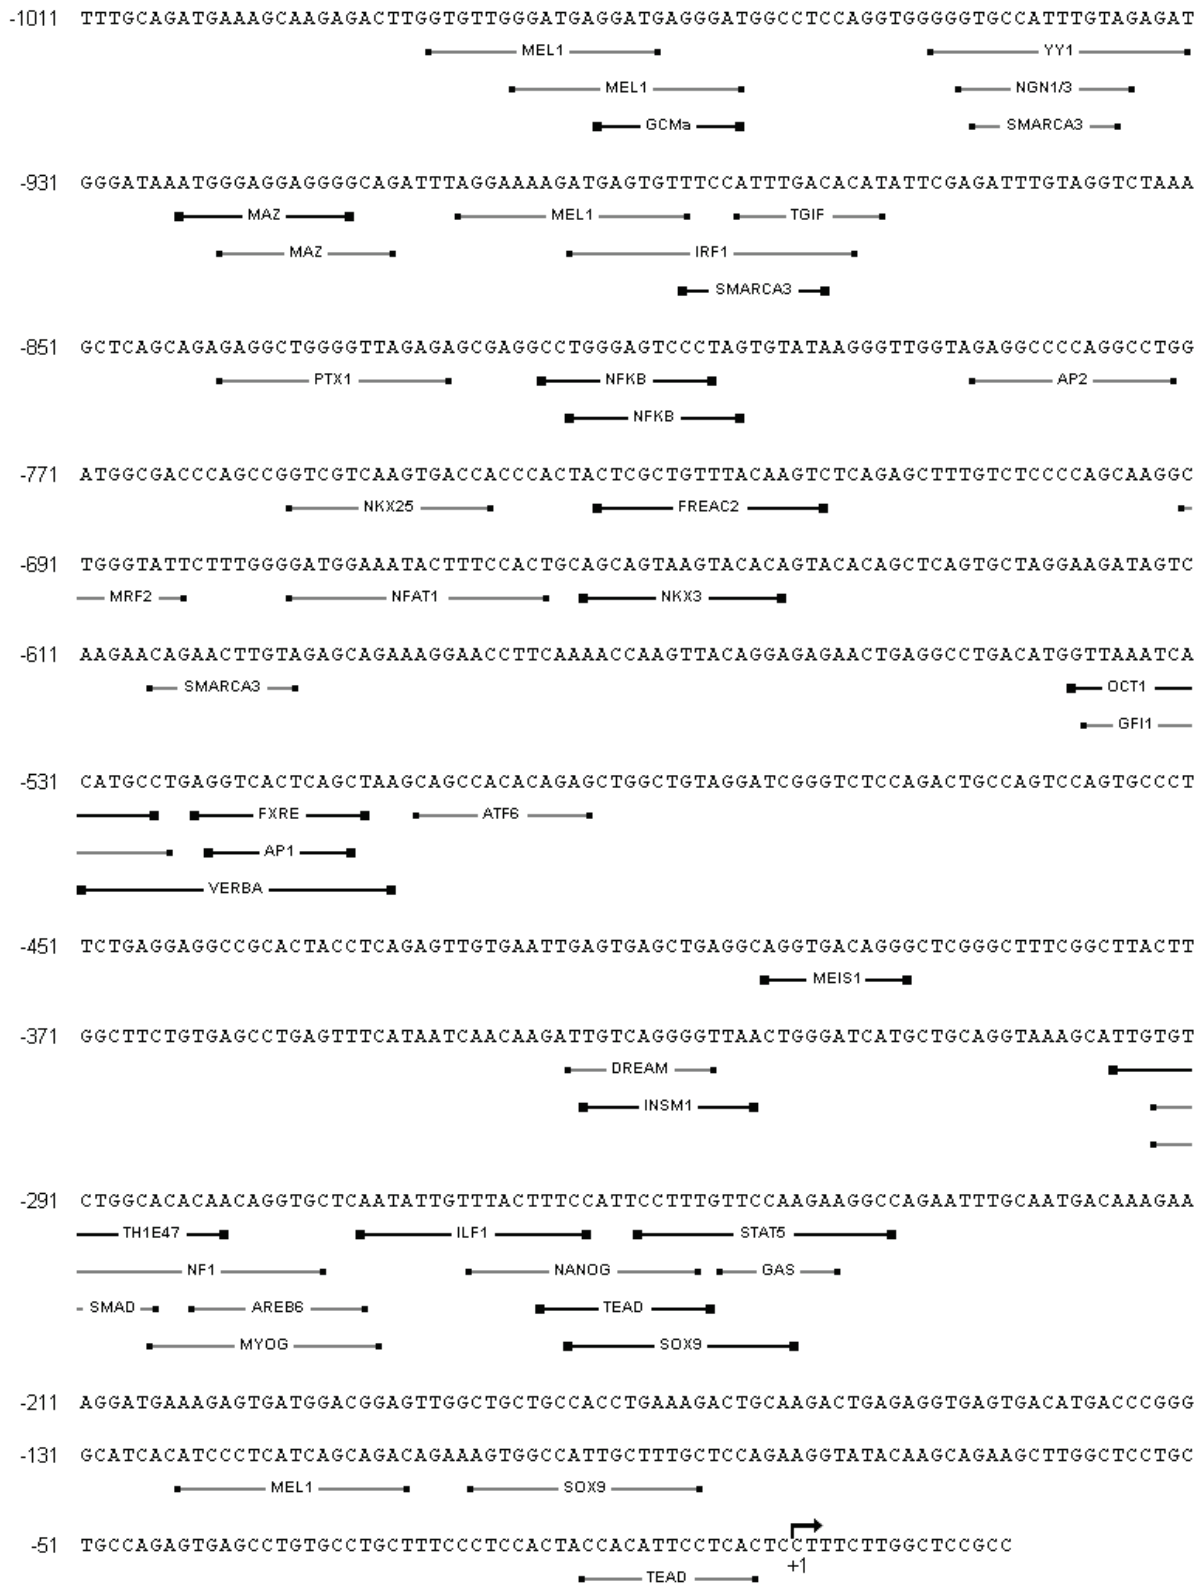 -1011 TTTGCAGATGAAAGCAAGAGACTTGGTGTTGGGATGAGGATGAGGGATGGCCTCCAGGTGGGGGTGCCATTTGTAGAGAT
MEL1 YY1
MEL1 NGN1/3
GCMa SMARCA3
-931 GGGATAAATGGGAGGAGGGGCAGATTTAGGAAAAGATGAGTGTTTCCATTTGACACATATTCGAGATTTGTAGGTCTAAA
MAZ MEL1 TGIF
MAZ IRF1
SMARCA3
-851 GCTCAGCAGAGAGGCTGGGGTTAGAGAGCGAGGCCTGGGAGTCCCTAGTGTATAAGGGTTGGTAGAGGCCCCAGGCCTGG
PTX1 NFKB AP2
NFKB
-771 ATGGCGACCCAGCCGGTCGTCAAGTGACCACCCACTACTCGCTGTTTACAAGTCTCAGAGCTTTGTCTCCCCAGCAAGGC
NKX25 FREAC2
-691 TGGGTATTCTTTGGGGATGGAAATACTTTCCACTGCAGCAGTAAGTACACAGTACACAGCTCAGTGCTAGGAAGATAGTC
MRF2 NFAT1 NKX3
-611 AAGAACAGAACTTGTAGAGCAGAAAGGAACCTTCAAAACCAAGTTACAGGAGAGAACTGAGGCCTGACATGGTTAAATCA
SMARCA3 OCT1
GFI1
-531 CATGCCTGAGGTCACTCAGCTAAGCAGCCACACAGAGCTGGCTGTAGGATCGGGTCTCCAGACTGCCAGTCCAGTGCCCT
FXRE ATF6
AP1
VERBA
-451 TCTGAGGAGGCCGCACTACCTCAGAGTTGTGAATTGAGTGAGCTGAGGCAGGTGACAGGGCTCGGGCTTTCGGCTTACTT
MEIS1
-371 GGCTTCTGTGAGCCTGAGTTTCATAATCAACAAGATTGTCAGGGGTTAACTGGGATCATGCTGCAGGTAAAGCATTGTGT
DREAM
INSM1
-291 CTGGCACACAACAGGTGCTCAATATTGTTTACTTTCCATTCCTTTGTTCCAAGAAGGCCAGAATTTGCAATGACAAAGAA
TH1E47 ILF1 STAT5
NF1 NANOG GAS
SMAD AREB6 TEAD
MYOG SOX9
-211 AGGATGAAAGAGTGATGGACGGAGTTGGCTGCTGCCACCTGAAAGACTGCAAGACTGAGAGGTGAGTGACATGACCCGGG
-131 GCATCACATCCCTCATCAGCAGACAGAAAGTGGCCATTGCTTTGCTCCAGAAGGTATACAAGCAGAAGCTTGGCTCCTGC
MEL1 SOX9
-51 TGCCAGAGTGAGCCTGTGCCTGCTTTCCCTCCACTACCACATTCCTCACTCCTTTCTTGGCTCCGCC
+1
TEAD